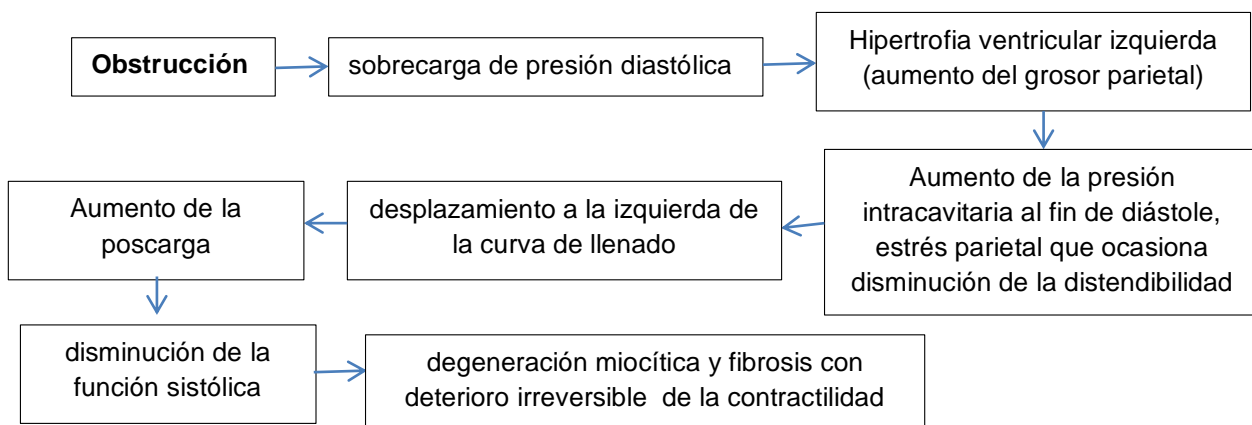 Obstrucción
sobrecarga de presión diastólica
Hipertrofia ventricular izquierda
(aumento del grosor parietal)
Aumento de la presión
intracavitaria al fin de diástole,
estrés parietal que ocasiona
disminución de la distendibilidad
desplazamiento a la izquierda de
la curva de llenado
Aumento de la
poscarga
disminución de la
función sistólica
degeneración miocítica y fibrosis con
deterioro irreversible de la contractilidad